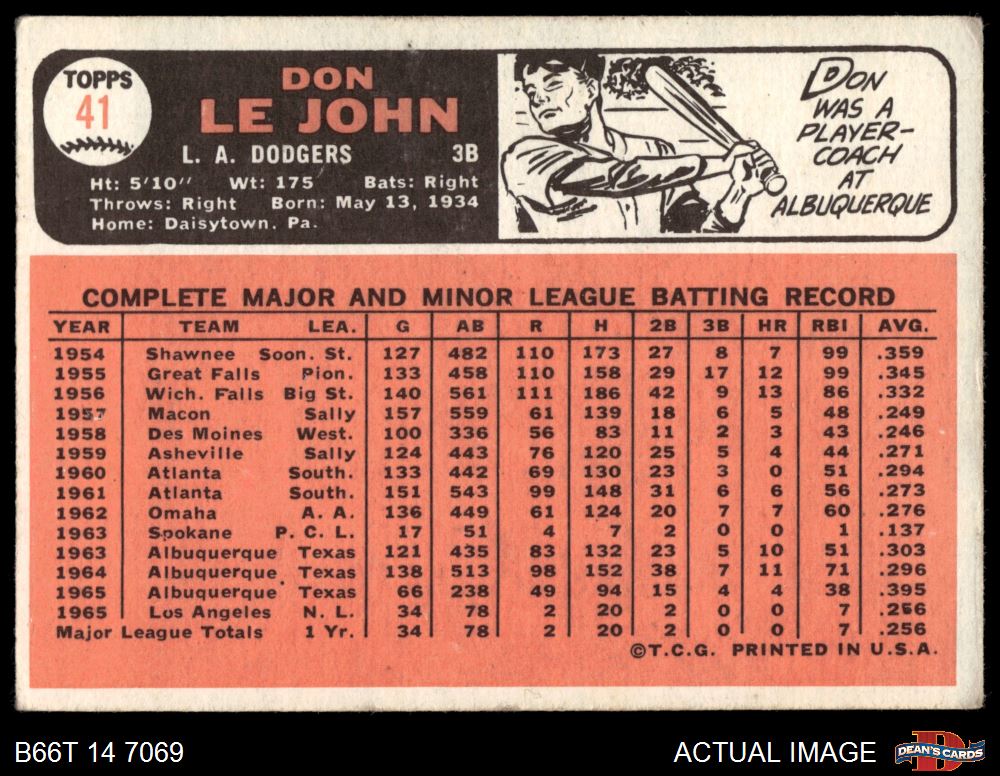 TOPPS
41
DON
LE JOHN
L. A. DODGERS 3B
Ht: 5'10" Wt: 175 Bats: Right
Throws: Right Born: May 13, 1934
Home: Daisytown, Pa.
DON
WAS A
PLAYER-
COACH
AT
ALBUQUERQUE
COMPLETE MAJOR AND MINOR LEAGUE BATTING RECORD
YEAR TEAM LEA. G AB R H 2B 3B HR RBI AVG.
1954 Shawnee Soon. St. 127 482 110 173 27 8 7 99 .359
1955 Great Falls Pion. 133 458 110 158 29 17 12 99 .345
1956 Wich. Falls Big St. 140 561 111 186 42 9 13 86 .332
1957 Macon Sally 157 559 61 139 18 6 5 48 .249
1958 Des Moines West. 100 336 56 83 11 2 3 43 .246
1959 Asheville Sally 124 443 76 120 25 5 4 44 .271
1960 Atlanta South. 133 442 69 130 23 3 0 51 .294
1961 Atlanta South. 151 543 99 148 31 6 6 56 .273
1962 Omaha A. A. 136 449 61 124 20 7 7 60 .276
1963 Spokane P. C. L. 17 51 4 7 2 0 0 1 .137
1963 Albuquerque Texas 121 435 83 132 23 5 10 51 .303
1964 Albuquerque Texas 138 513 98 152 38 7 11 71 .296
1965 Albuquerque Texas 66 238 49 94 15 4 4 38 .395
1965 Los Angeles N. L. 34 78 2 20 2 0 0 7 .256
Major League Totals 1 Yr. 34 78 2 20 2 0 0 7 .256
©T.C.G. PRINTED IN U.S.A.
B66T 14 7069 ACTUAL IMAGE DEAN'S CARDS